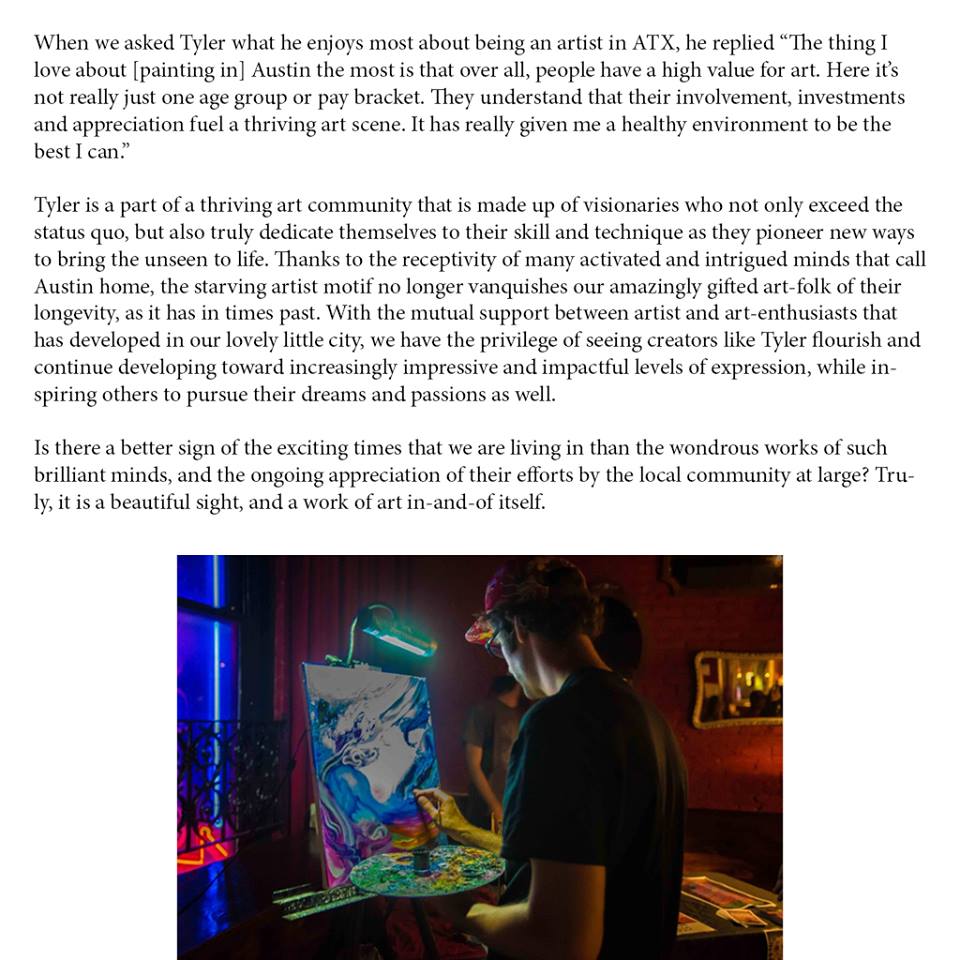 When we asked Tyler what he enjoys most about being an artist in ATX, he replied “The thing I
love about [painting in] Austin the most is that over all, people have a high value for art. Here it’s
not really just one age group or pay bracket. They understand that their involvement, investments
and appreciation fuel a thriving art scene. It has really given me a healthy environment to be the
best I can.”
Tyler is a part of a thriving art community that is made up of visionaries who not only exceed the
status quo, but also truly dedicate themselves to their skill and technique as they pioneer new ways
to bring the unseen to life. Thanks to the receptivity of many activated and intrigued minds that call
Austin home, the starving artist motif no longer vanquishes our amazingly gifted art-folk of their
longevity, as it has in times past. With the mutual support between artist and art-enthusiasts that
has developed in our lovely little city, we have the privilege of seeing creators like Tyler flourish and
continue developing toward increasingly impressive and impactful levels of expression, while in-
spiring others to pursue their dreams and passions as well.
Is there a better sign of the exciting times that we are living in than the wondrous works of such
brilliant minds, and the ongoing appreciation of their efforts by the local community at large? Tru-
ly, it is a beautiful sight, and a work of art in-and-of itself.